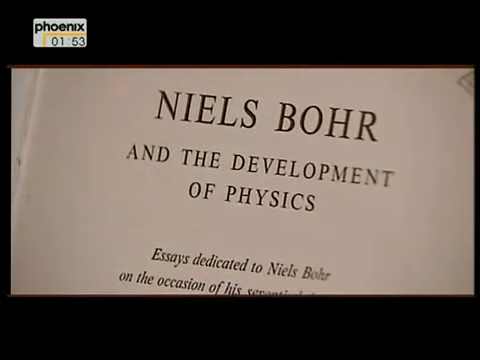 phoenix
01:53
NIELS BOHR
AND THE DEVELOPMENT
OF PHYSICS
Essays dedicated to Niels Bohr
on the occasion of his